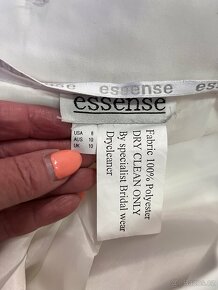 essense
essense
essense
USA 8
AUS 10
UK 10
Fabric 100% Polyester
DRY CLEAN ONLY
By specialist Bridal wear
Drycleaner